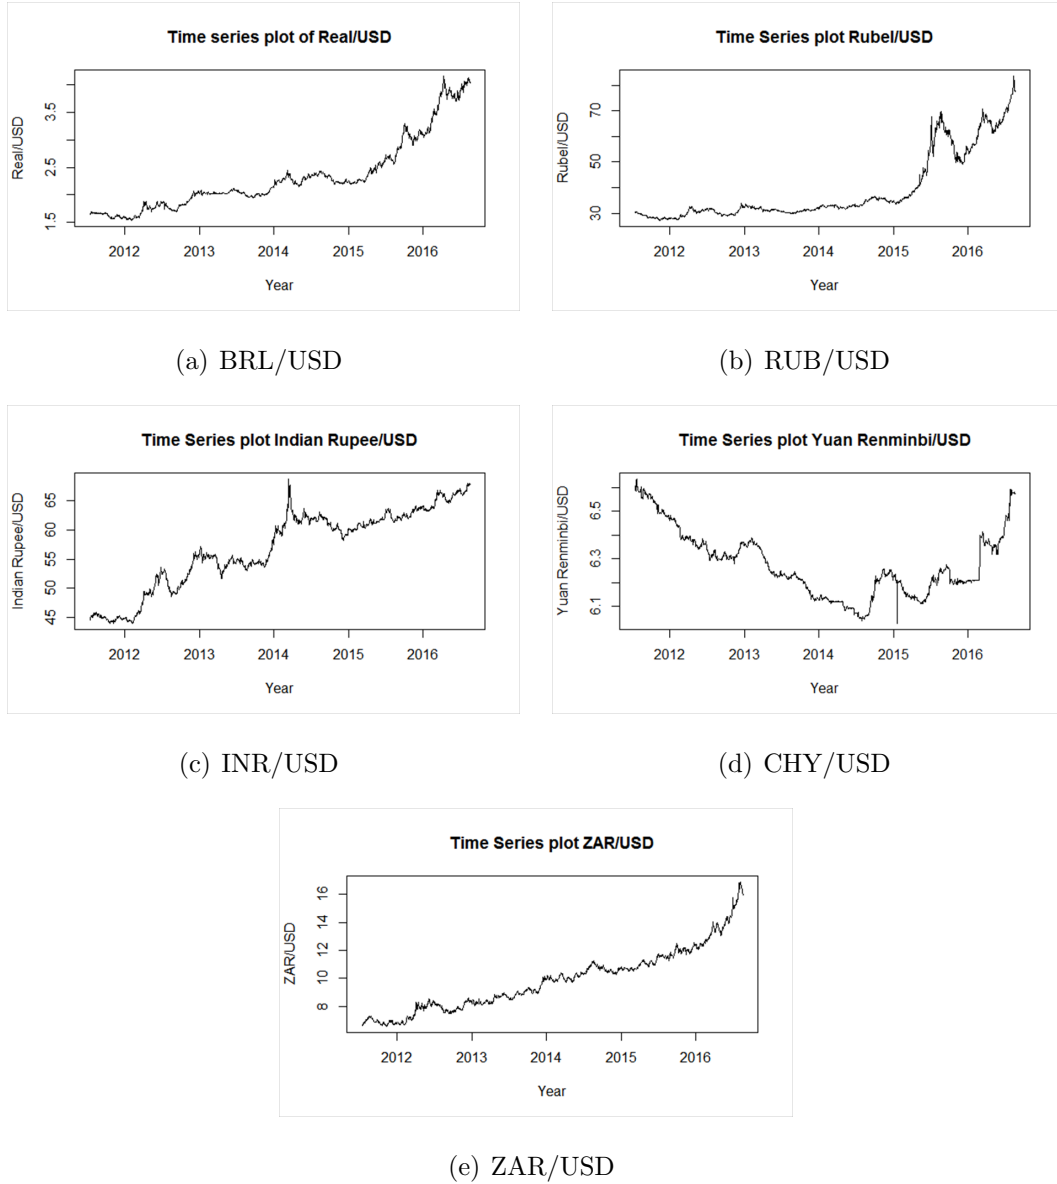 Time series plot of Real/USD
Real/USD
3.5
2.5
1.5
2012 2013 2014 2015 2016
Year
(a) BRL/USD
Time Series plot Rubel/USD
Rubel/USD
70
50
30
2012 2013 2014 2015 2016
Year
(b) RUB/USD
Time Series plot Indian Rupee/USD
Indian Rupee/USD
65
60
55
50
45
2012 2013 2014 2015 2016
Year
(c) INR/USD
Time Series plot Yuan Renminbi/USD
Yuan Renminbi/USD
6.5
6.3
6.1
2012 2013 2014 2015 2016
Year
(d) CHY/USD
Time Series plot ZAR/USD
ZAR/USD
16
14
12
10
8
2012 2013 2014 2015 2016
Year
(e) ZAR/USD